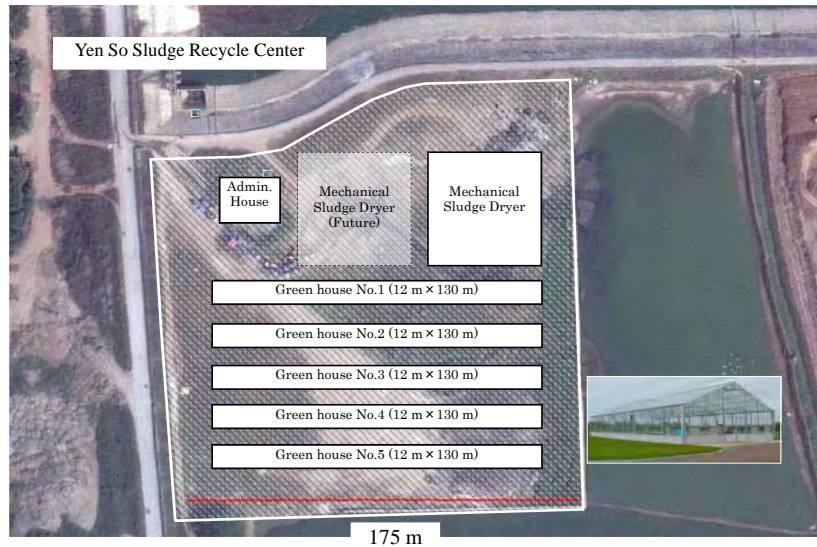 Yen So Sludge Recycle Center
Admin.
House
Mechanical
Sludge Dryer
(Future)
Mechanical
Sludge Dryer
Green house No.1 (12 m × 130 m)
Green house No.2 (12 m × 130 m)
Green house No.3 (12 m × 130 m)
Green house No.4 (12 m × 130 m)
Green house No.5 (12 m × 130 m)
175 m